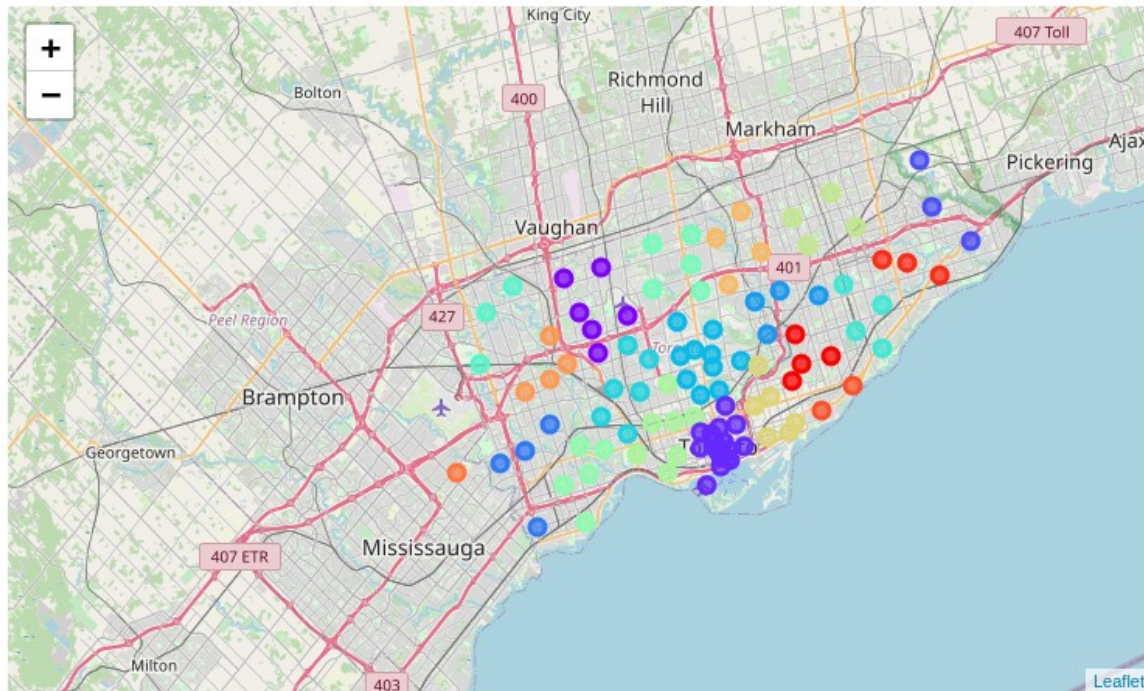 King City
407 Toll
+
−
Richmond
Hill
Bolton
400
Markham
Ajax
Pickering
Vaughan
401
427
Peel Region
Brampton
Georgetown
Mississauga
407 ETR
Milton
403
Leaflet